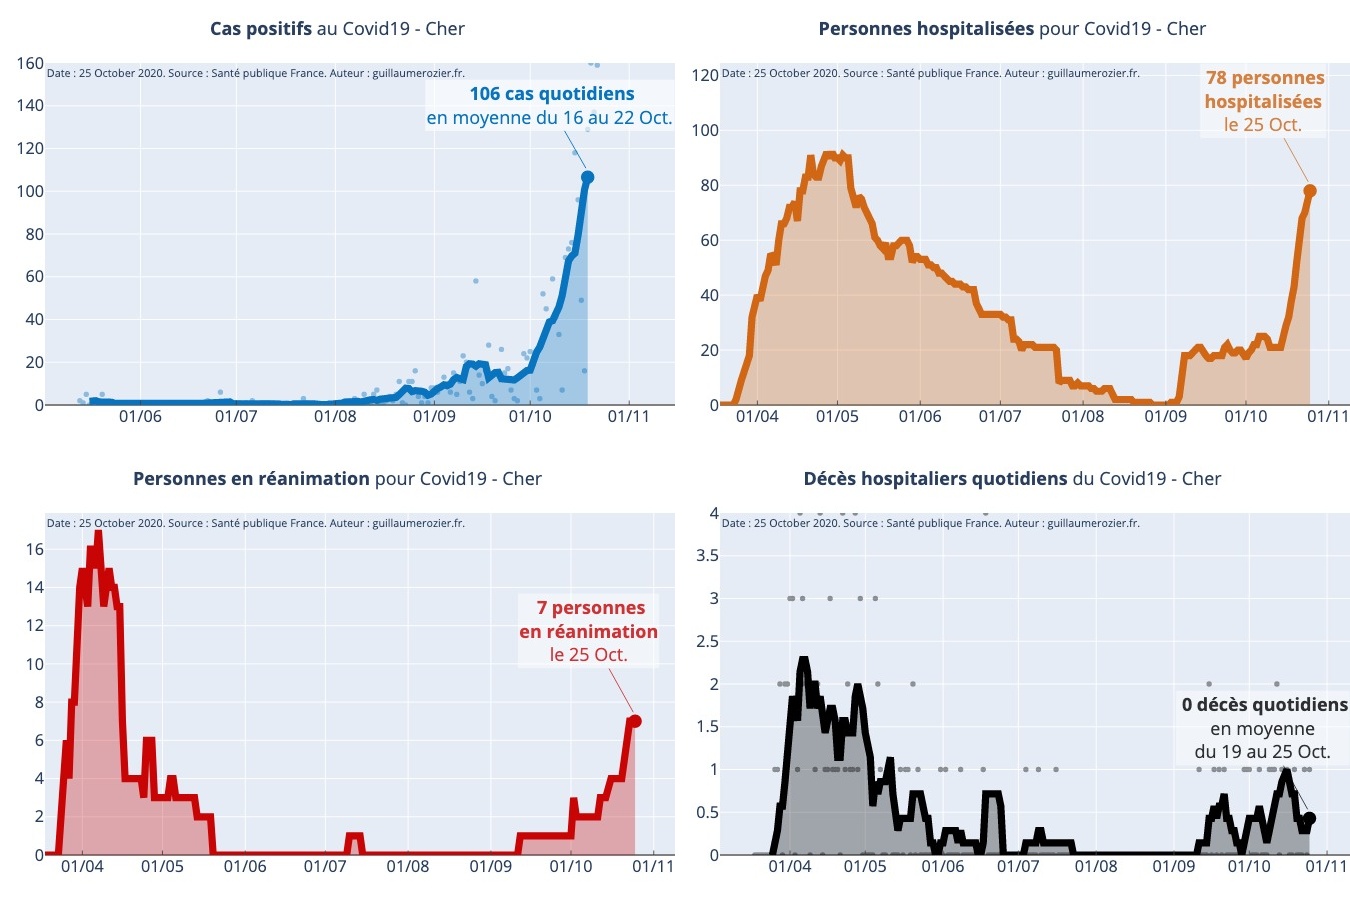 Cas positifs au Covid19 - Cher
Date : 25 October 2020. Source : Santé publique France. Auteur : guillaumerozier.fr.
106 cas quotidiens
en moyenne du 16 au 22 Oct.
160
140
120
100
80
60
40
20
0
01/06 01/07 01/08 01/09 01/10 01/11
Personnes hospitalisées pour Covid19 - Cher
Date : 25 October 2020. Source : Santé publique France. Auteur : guillaumerozier.fr.
78 personnes
hospitalisées
le 25 Oct.
120
100
80
60
40
20
0
01/04 01/05 01/06 01/07 01/08 01/09 01/10 01/11
Personnes en réanimation pour Covid19 - Cher
Date : 25 October 2020. Source : Santé publique France. Auteur : guillaumerozier.fr.
7 personnes
en réanimation
le 25 Oct.
16
14
12
10
8
6
4
2
0
01/04 01/05 01/06 01/07 01/08 01/09 01/10 01/11
Décès hospitaliers quotidiens du Covid19 - Cher
Date : 25 October 2020. Source : Santé publique France. Auteur : guillaumerozier.fr.
0 décès quotidiens
en moyenne
du 19 au 25 Oct.
4
3.5
3
2.5
2
1.5
1
0.5
0
01/04 01/05 01/06 01/07 01/08 01/09 01/10 01/11